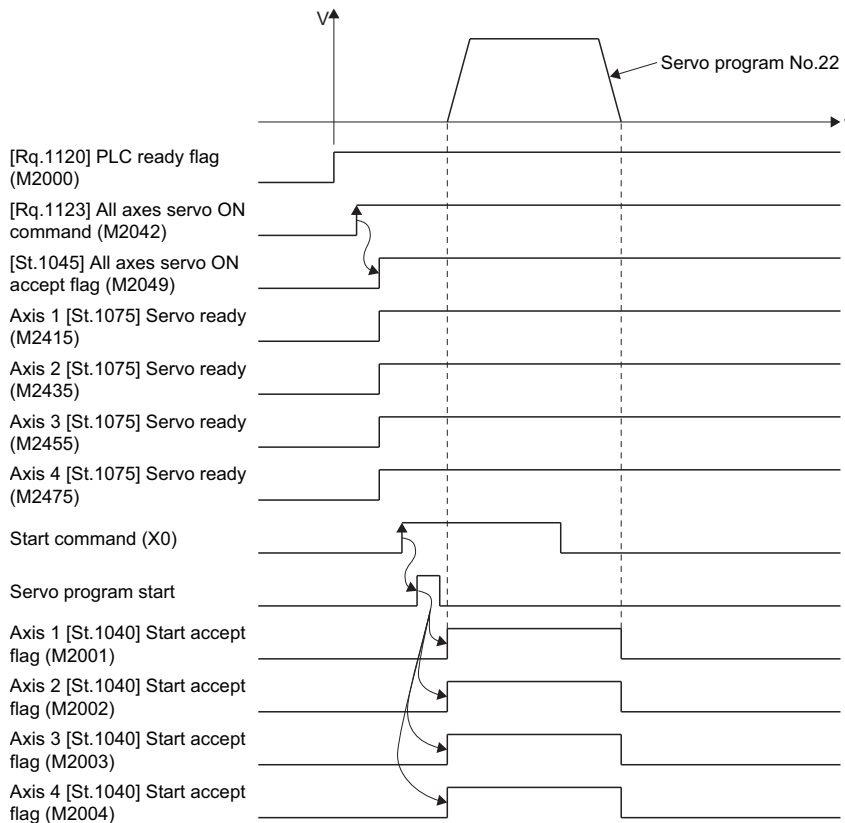 V
Servo program No.22
[Rq.1120] PLC ready flag
(M2000)
[Rq.1123] All axes servo ON
command (M2042)
[St.1045] All axes servo ON
accept flag (M2049)
Axis 1 [St.1075] Servo ready
(M2415)
Axis 2 [St.1075] Servo ready
(M2435)
Axis 3 [St.1075] Servo ready
(M2455)
Axis 4 [St.1075] Servo ready
(M2475)
Start command (X0)
Servo program start
Axis 1 [St.1040] Start accept
flag (M2001)
Axis 2 [St.1040] Start accept
flag (M2002)
Axis 3 [St.1040] Start accept
flag (M2003)
Axis 4 [St.1040] Start accept
flag (M2004)